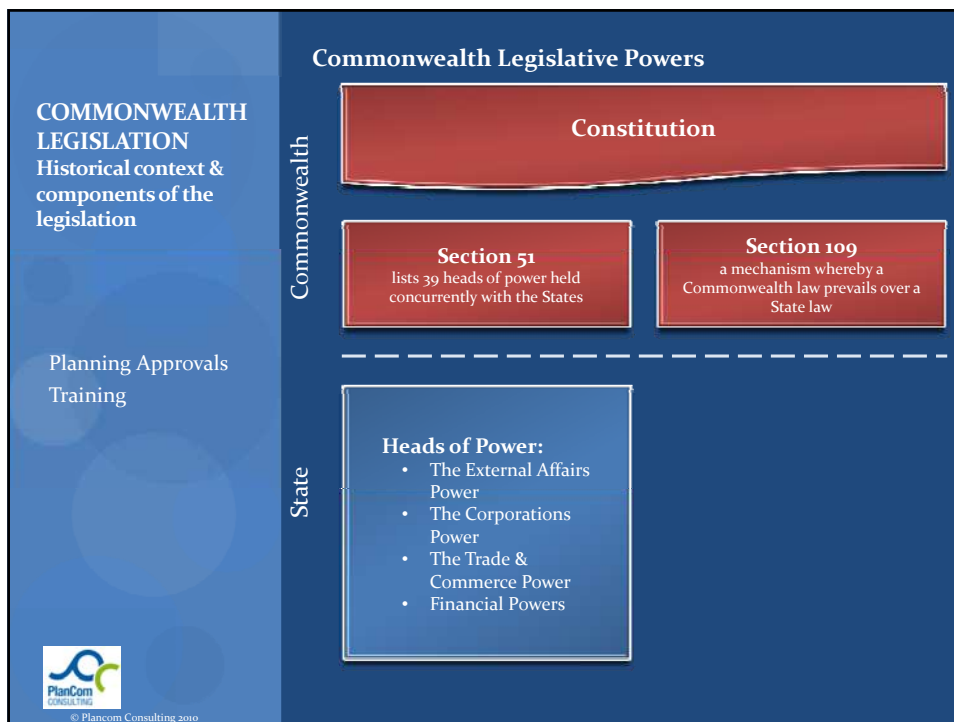 Commonwealth Legislative Powers
COMMONWEALTH
LEGISLATION
Historical context &
components of the
legislation
Planning Approvals
Training
Commonwealth
Constitution
Section 51
lists 39 heads of power held
concurrently with the States
Section 109
a mechanism whereby a
Commonwealth law prevails over a
State law
State
Heads of Power:
• The External Affairs
Power
• The Corporations
Power
• The Trade &
Commerce Power
• Financial Powers
PlanCom
CONSULTING
© Plancom Consulting 2010